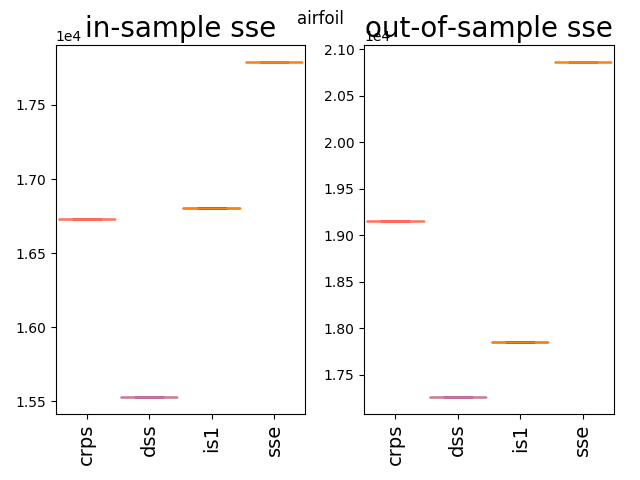 airfoil
in-sample sse
1e4
1.75
1.70
1.65
1.60
1.55
crps
dss
is1
sse
out-of-sample sse
1e4
2.10
2.05
2.00
1.95
1.90
1.85
1.80
1.75
crps
dss
is1
sse